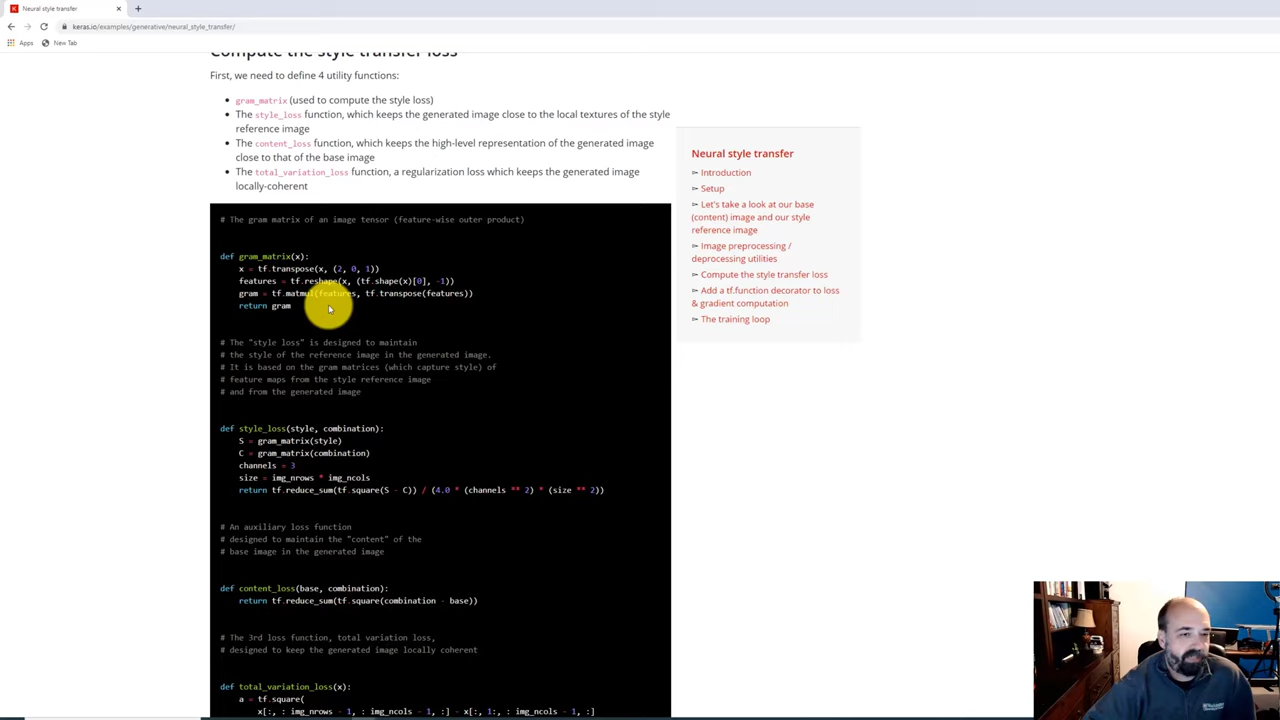 Neural style transfer
keras.io/examples/generative/neural_style_transfer/
Apps
New Tab
Compute the style transfer loss
First, we need to define 4 utility functions:
• gram_matrix (used to compute the style loss)
• The style_loss function, which keeps the generated image close to the local textures of the style
reference image
• The content_loss function, which keeps the high-level representation of the generated image
close to that of the base image
• The total_variation_loss function, a regularization loss which keeps the generated image
locally-coherent
# The gram matrix of an image tensor (feature-wise outer product)
def gram_matrix(x):
x = tf.transpose(x, (2, 0, 1))
features = tf.reshape(x, (tf.shape(x)[0], -1))
gram = tf.matmul(features, tf.transpose(features))
return gram
# The "style loss" is designed to maintain
# the style of the reference image in the generated image.
# It is based on the gram matrices (which capture style) of
# feature maps from the style reference image
# and from the generated image
def style_loss(style, combination):
S = gram_matrix(style)
C = gram_matrix(combination)
channels = 3
size = img_nrows * img_ncols
return tf.reduce_sum(tf.square(S - C)) / (4.0 * (channels ** 2) * (size ** 2))
# An auxiliary loss function
# designed to maintain the "content" of the
# base image in the generated image
def content_loss(base, combination):
return tf.reduce_sum(tf.square(combination - base))
# The 3rd loss function, total variation loss,
# designed to keep the generated image locally coherent
def total_variation_loss(x):
a = tf.square(
x[:, : img_nrows - 1, : img_ncols - 1, :] - x[:, 1:, : img_ncols - 1, :]
Neural style transfer
► Introduction
► Setup
► Let's take a look at our base
(content) image and our style
reference image
► Image preprocessing /
deprocessing utilities
► Compute the style transfer loss
► Add a tf.function decorator to loss
& gradient computation
► The training loop